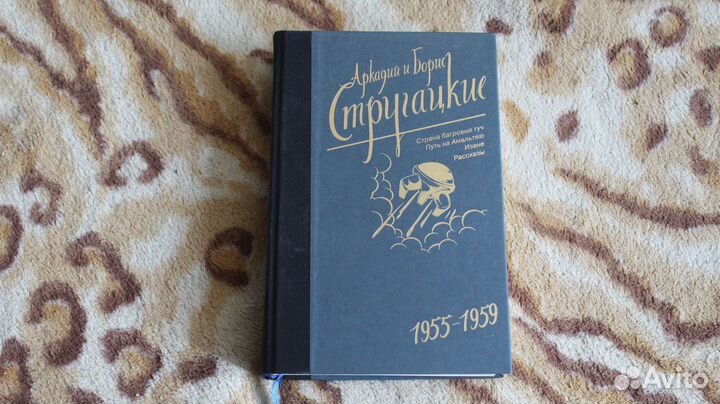 Аркадий и Борис
Стругацкие
Страна багровых туч
Путь на Амальтею
Извне
Рассказы
1955–1959
Avito